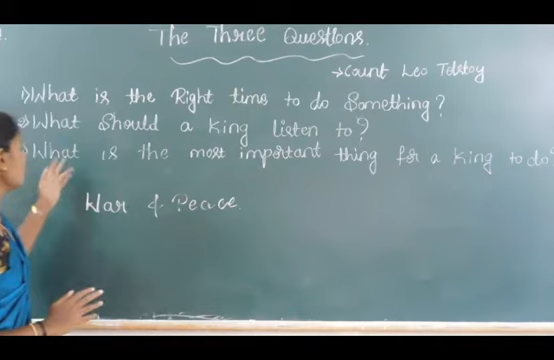 The Three Questions.
→Count Leo Tolstoy
1) What is the Right time to do Something?
2) What Should a King listen to?
3) What is the most important thing for a King to do?
War & Peace.